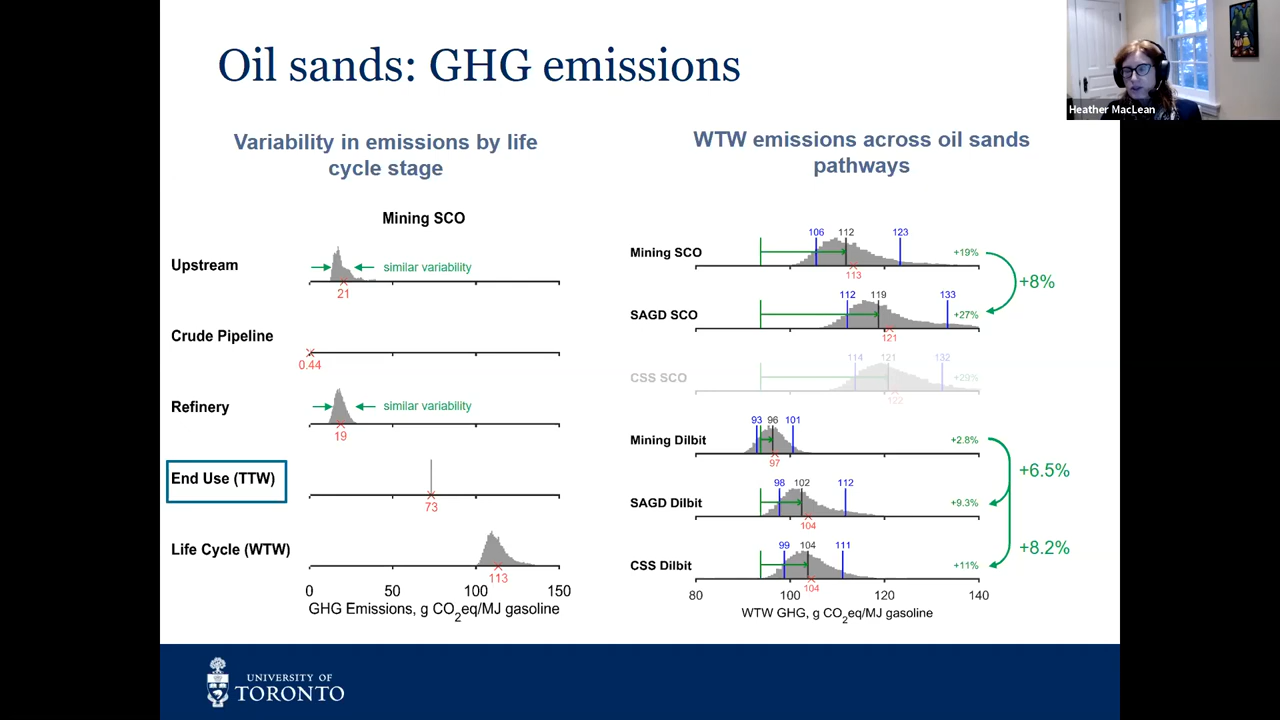 Oil sands: GHG emissions
Heather MacLean
Variability in emissions by life
cycle stage
Mining SCO
Upstream
similar variability
21
Crude Pipeline
0.44
Refinery
similar variability
19
End Use (TTW)
73
Life Cycle (WTW)
113
0 50 100 150
GHG Emissions, g CO2eq/MJ gasoline
WTW emissions across oil sands
pathways
106 112 123
Mining SCO
+19%
113
+8%
112 119 133
SAGD SCO
+27%
121
114 121 132
CSS SCO
+29%
122
93 96 101
Mining Dilbit
+2.8%
97
+6.5%
98 102 112
SAGD Dilbit
+9.3%
104
+8.2%
99 104 111
CSS Dilbit
+11%
104
80 100 120 140
WTW GHG, g CO2eq/MJ gasoline
UNIVERSITY OF
TORONTO